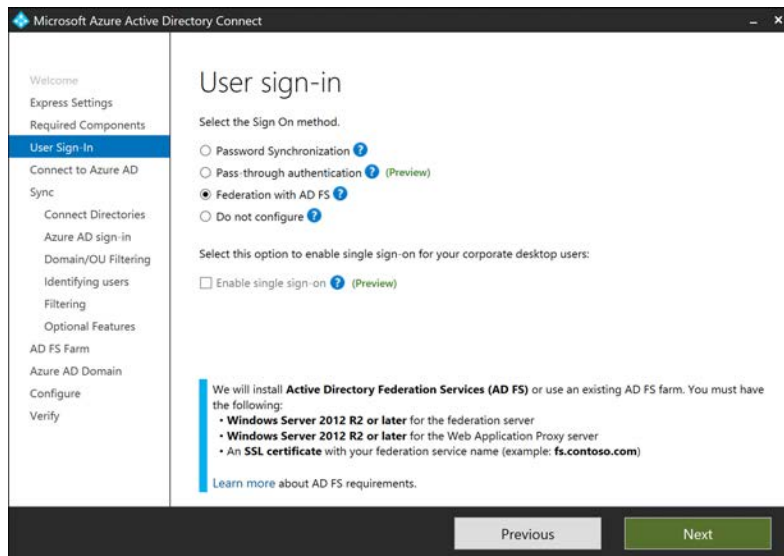 Microsoft Azure Active Directory Connect
Welcome
Express Settings
Required Components
User Sign-In
Connect to Azure AD
Sync
Connect Directories
Azure AD sign-in
Domain/OU Filtering
Identifying users
Filtering
Optional Features
AD FS Farm
Azure AD Domain
Configure
Verify
User sign-in
Select the Sign On method.
Password Synchronization ?
Pass-through authentication ? (Preview)
Federation with AD FS ?
Do not configure ?
Select this option to enable single sign-on for your corporate desktop users:
Enable single sign-on ? (Preview)
We will install Active Directory Federation Services (AD FS) or use an existing AD FS farm. You must have
the following:
• Windows Server 2012 R2 or later for the federation server
• Windows Server 2012 R2 or later for the Web Application Proxy server
• An SSL certificate with your federation service name (example: fs.contoso.com)
Learn more about AD FS requirements.
Previous
Next